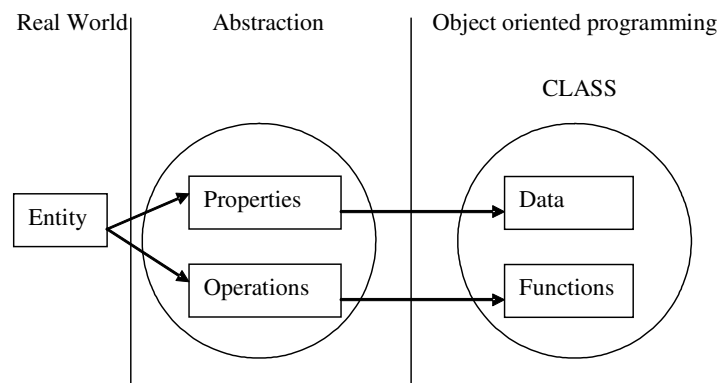 Real World
Abstraction
Object oriented programming
CLASS
Entity
Properties
Data
Operations
Functions